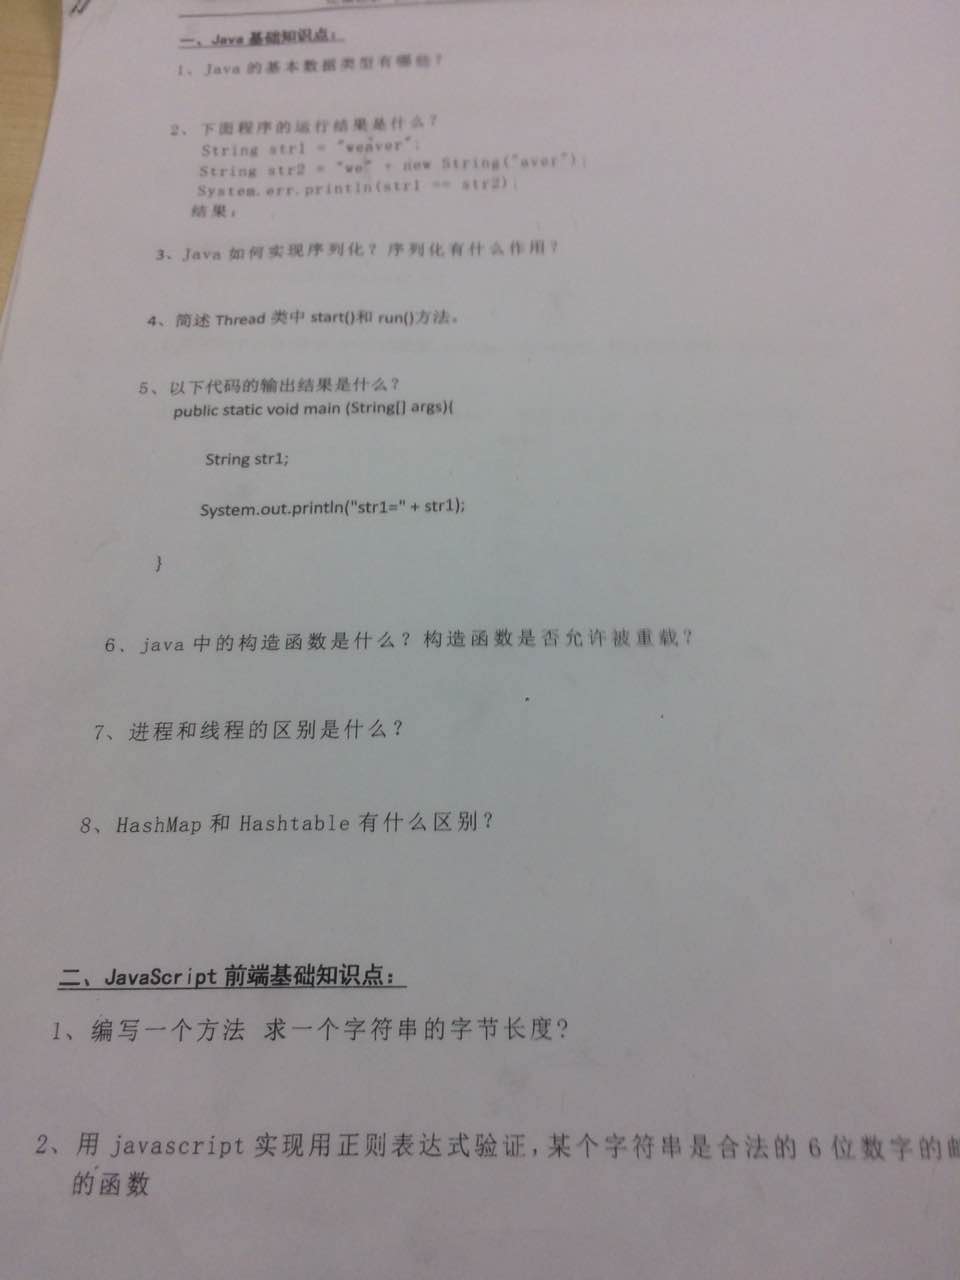 一、Java 基础知识点：
1、Java 的基本数据类型有哪些？
2、下面程序的运行结果是什么？
String str1 = "weaver";
String str2 = "we" + new String("aver");
System.err.println(str1 == str2);
结果：
3、Java 如何实现序列化？序列化有什么作用？
4、简述 Thread 类中 start()和 run()方法。
5、以下代码的输出结果是什么？
public static void main (String[] args){
String str1;
System.out.println("str1=" + str1);
}
6、java 中的构造函数是什么？构造函数是否允许被重载？
7、进程和线程的区别是什么？
8、HashMap 和 Hashtable 有什么区别？
二、JavaScript 前端基础知识点：
1、编写一个方法 求一个字符串的字节长度?
2、用 javascript 实现用正则表达式验证,某个字符串是合法的 6 位数字的
的函数